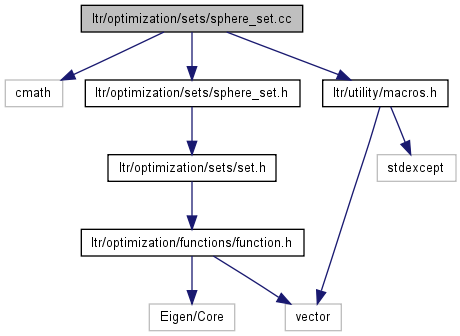 ltr/optimization/sets/sphere_set.cc
cmath
ltr/optimization/sets/sphere_set.h
ltr/utility/macros.h
ltr/optimization/sets/set.h
stdexcept
ltr/optimization/functions/function.h
Eigen/Core
vector